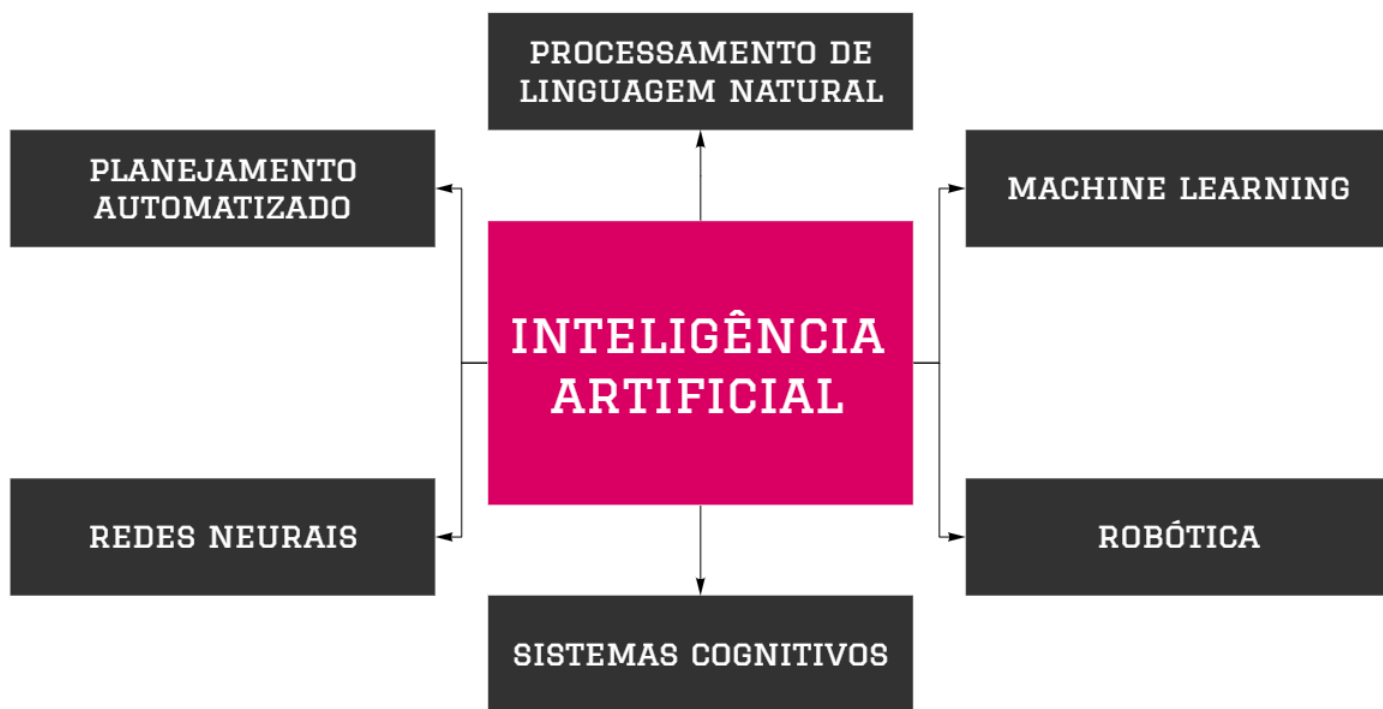 PROCESSAMENTO DE
LINGUAGEM NATURAL
PLANEJAMENTO
AUTOMATIZADO
MACHINE LEARNING
INTELIGÊNCIA
ARTIFICIAL
REDES NEURAIS
ROBÓTICA
SISTEMAS COGNITIVOS